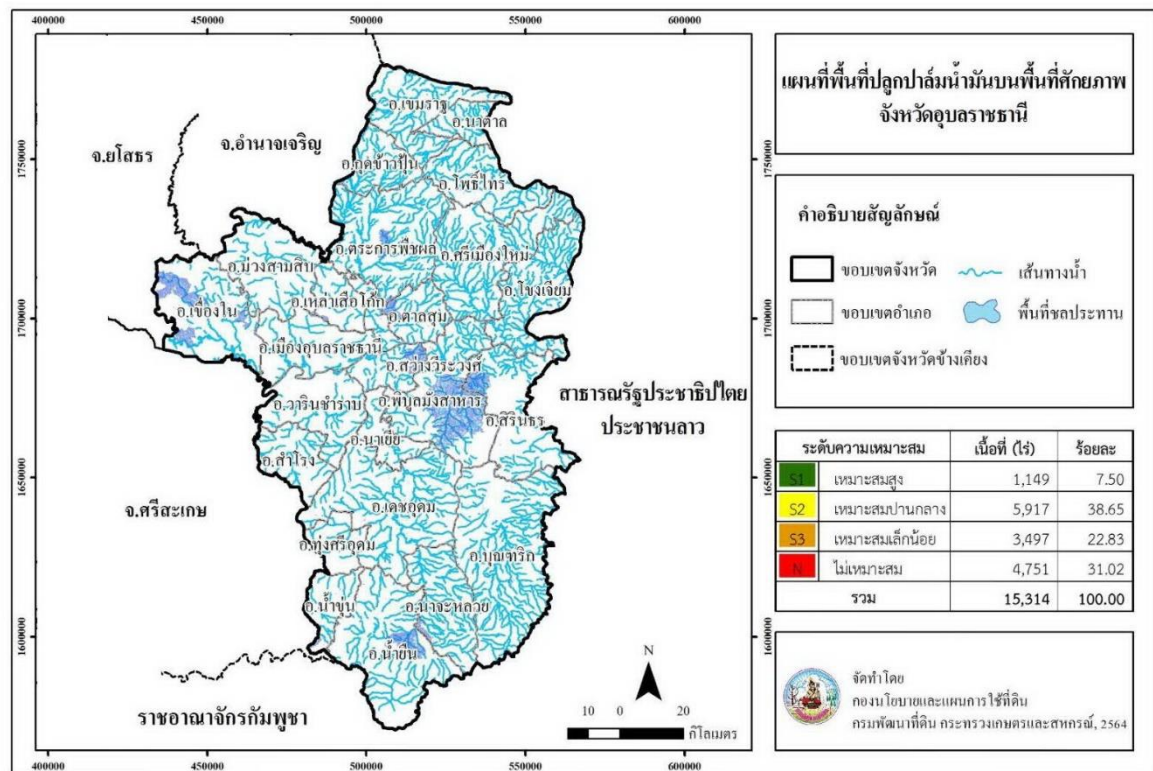 400000 450000 500000 550000 600000
แผนที่พื้นที่ปลูกปาล์มน้ำมันบนพื้นที่ศักยภาพ
จังหวัดอุบลราชธานี
1750000
1700000
1650000
1600000
1750000
1700000
1650000
1600000
จ.ยโสธร
จ.อำนาจเจริญ
อ.เขมราฐ
อ.นาตาล
อ.กุดข้าวปุ้น
อ.โพธิ์ไทร
อ.ตระการพืชผล
อ.ศรีเมืองใหม่
อ.ม่วงสามสิบ
อ.โขงเจียม
อ.เขื่องใน
อ.เหล่าเสือโก้ก
อ.ตาลสุม
อ.เมืองอุบลราชธานี
อ.สว่างวีระวงศ์
อ.วารินชำราบ
อ.พิบูลมังสาหาร
อ.สิรินธร
อ.นาเยีย
อ.สำโรง
อ.เดชอุดม
อ.ทุ่งศรีอุดม
อ.บุณฑริก
อ.น้ำขุ่น
อ.นาจะหลวย
อ.น้ำยืน
สาธารณรัฐประชาธิปไตย
ประชาชนลาว
จ.ศรีสะเกษ
ราชอาณาจักรกัมพูชา
N
10 0 20
กิโลเมตร
400000 450000 500000 550000 600000
คำอธิบายสัญลักษณ์
ขอบเขตจังหวัด เส้นทางน้ำ
ขอบเขตอำเภอ พื้นที่ชลประทาน
ขอบเขตจังหวัดข้างเคียง
ระดับความเหมาะสม เนื้อที่ (ไร่) ร้อยละ
S1 เหมาะสมสูง 1,149 7.50
S2 เหมาะสมปานกลาง 5,917 38.65
S3 เหมาะสมเล็กน้อย 3,497 22.83
N ไม่เหมาะสม 4,751 31.02
รวม 15,314 100.00
จัดทำโดย
กองนโยบายและแผนการใช้ที่ดิน
กรมพัฒนาที่ดิน กระทรวงเกษตรและสหกรณ์, 2564